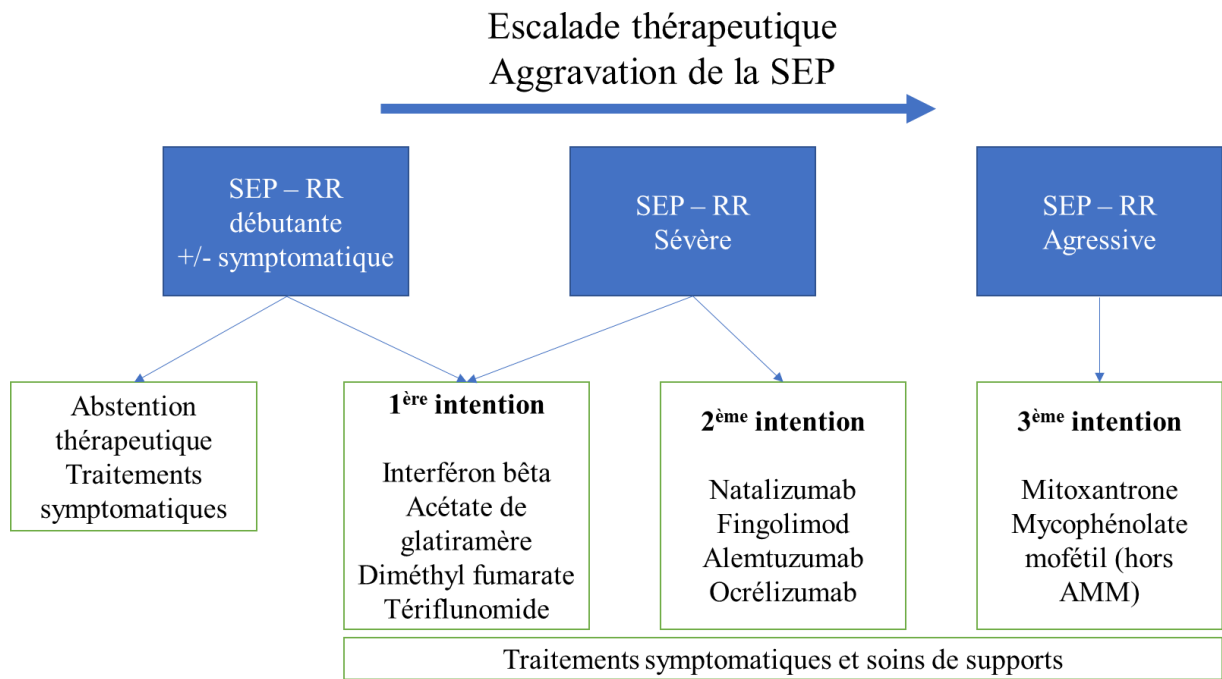 Escalade thérapeutique
Aggravation de la SEP
SEP – RR
débutante
+/- symptomatique
SEP – RR
Sévère
SEP – RR
Agressive
Abstention
thérapeutique
Traitements
symptomatiques
1ère intention
Interféron bêta
Acétate de
glatiramère
Diméthyl fumarate
Tériflunomide
2ème intention
Natalizumab
Fingolimod
Alemtuzumab
Ocrélizumab
3ème intention
Mitoxantrone
Mycophénolate
mofétil (hors
AMM)
Traitements symptomatiques et soins de supports